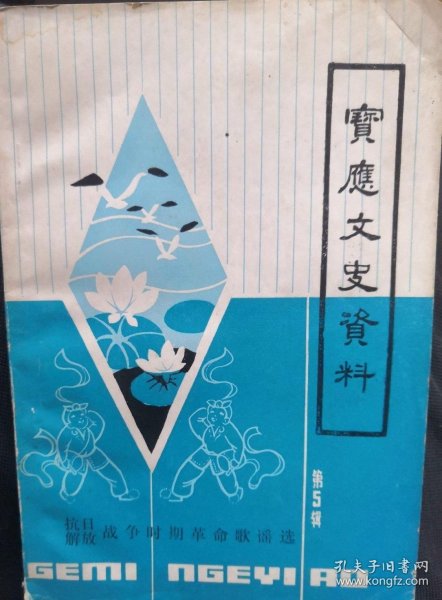 寶應文史資料
第5辑
抗日
解放
战争时期革命歌谣选
GEMI NGEYI AO
孔夫子旧书网
www.kongfz.com